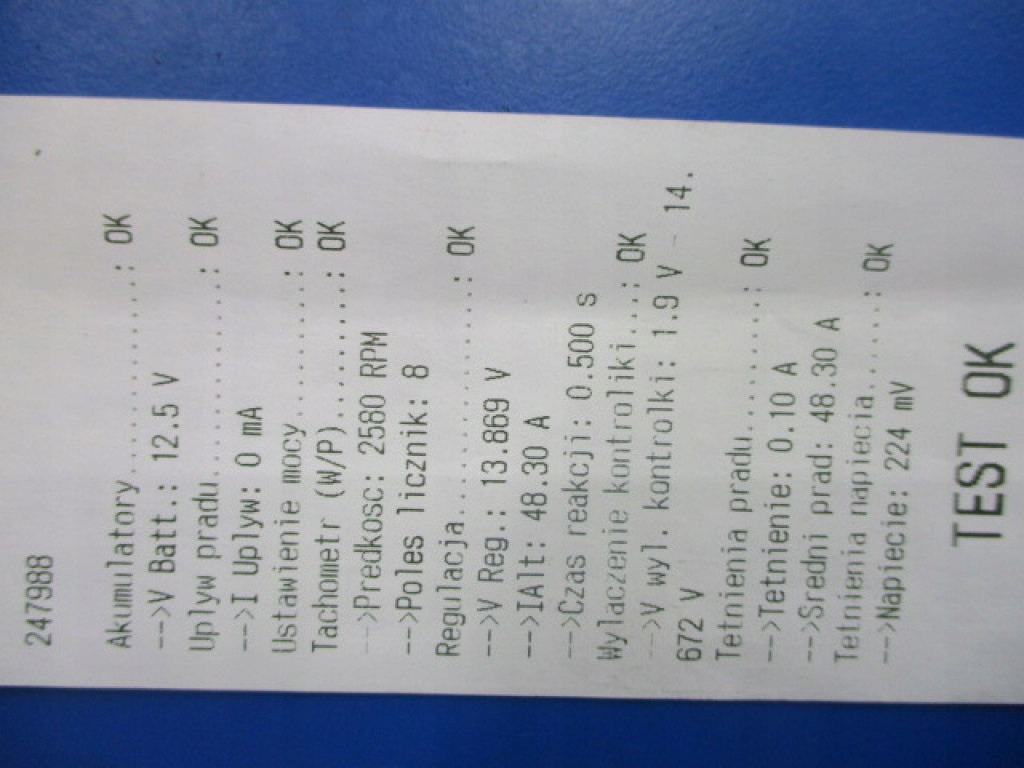 247988
Akumulatory...........: OK
-->V Batt.: 12.5 V
Uplyw pradu...........: OK
-->I Uplyw: 0 mA
Ustawienie mocy.......: OK
Tachometr (W/P).......: OK
-->Predkosc: 2580 RPM
-->Poles licznik: 8
Regulacja.............: OK
-->V Reg.: 13.869 V
-->IAlt: 48.30 A
-->Czas reakcji: 0.500 s
Wylaczenie kontroliki...: OK
-->V wyl. kontrolki: 1.9 V - 14.
672 V
Tetnienia pradu.......: OK
-->Tetnienie: 0.10 A
-->Sredni prad: 48.30 A
Tetnienia napiecia......: OK
-->Napiecie: 224 mV
TEST OK